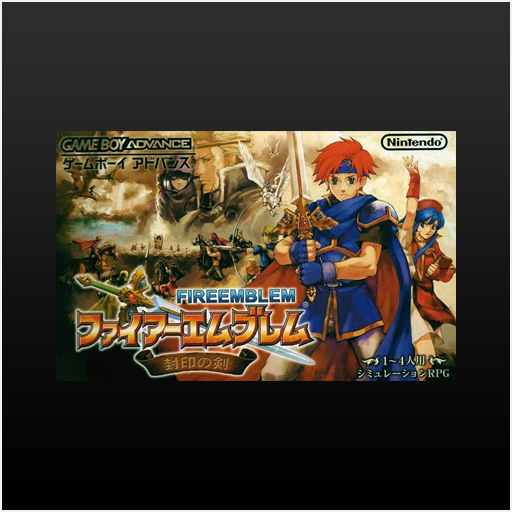 GAME BOY ADVANCE
ゲームボーイ アドバンス
Nintendo®
FIREEMBLEM
ファイアーエムブレム®
封印の剣
1〜4人用
シミュレーションRPG